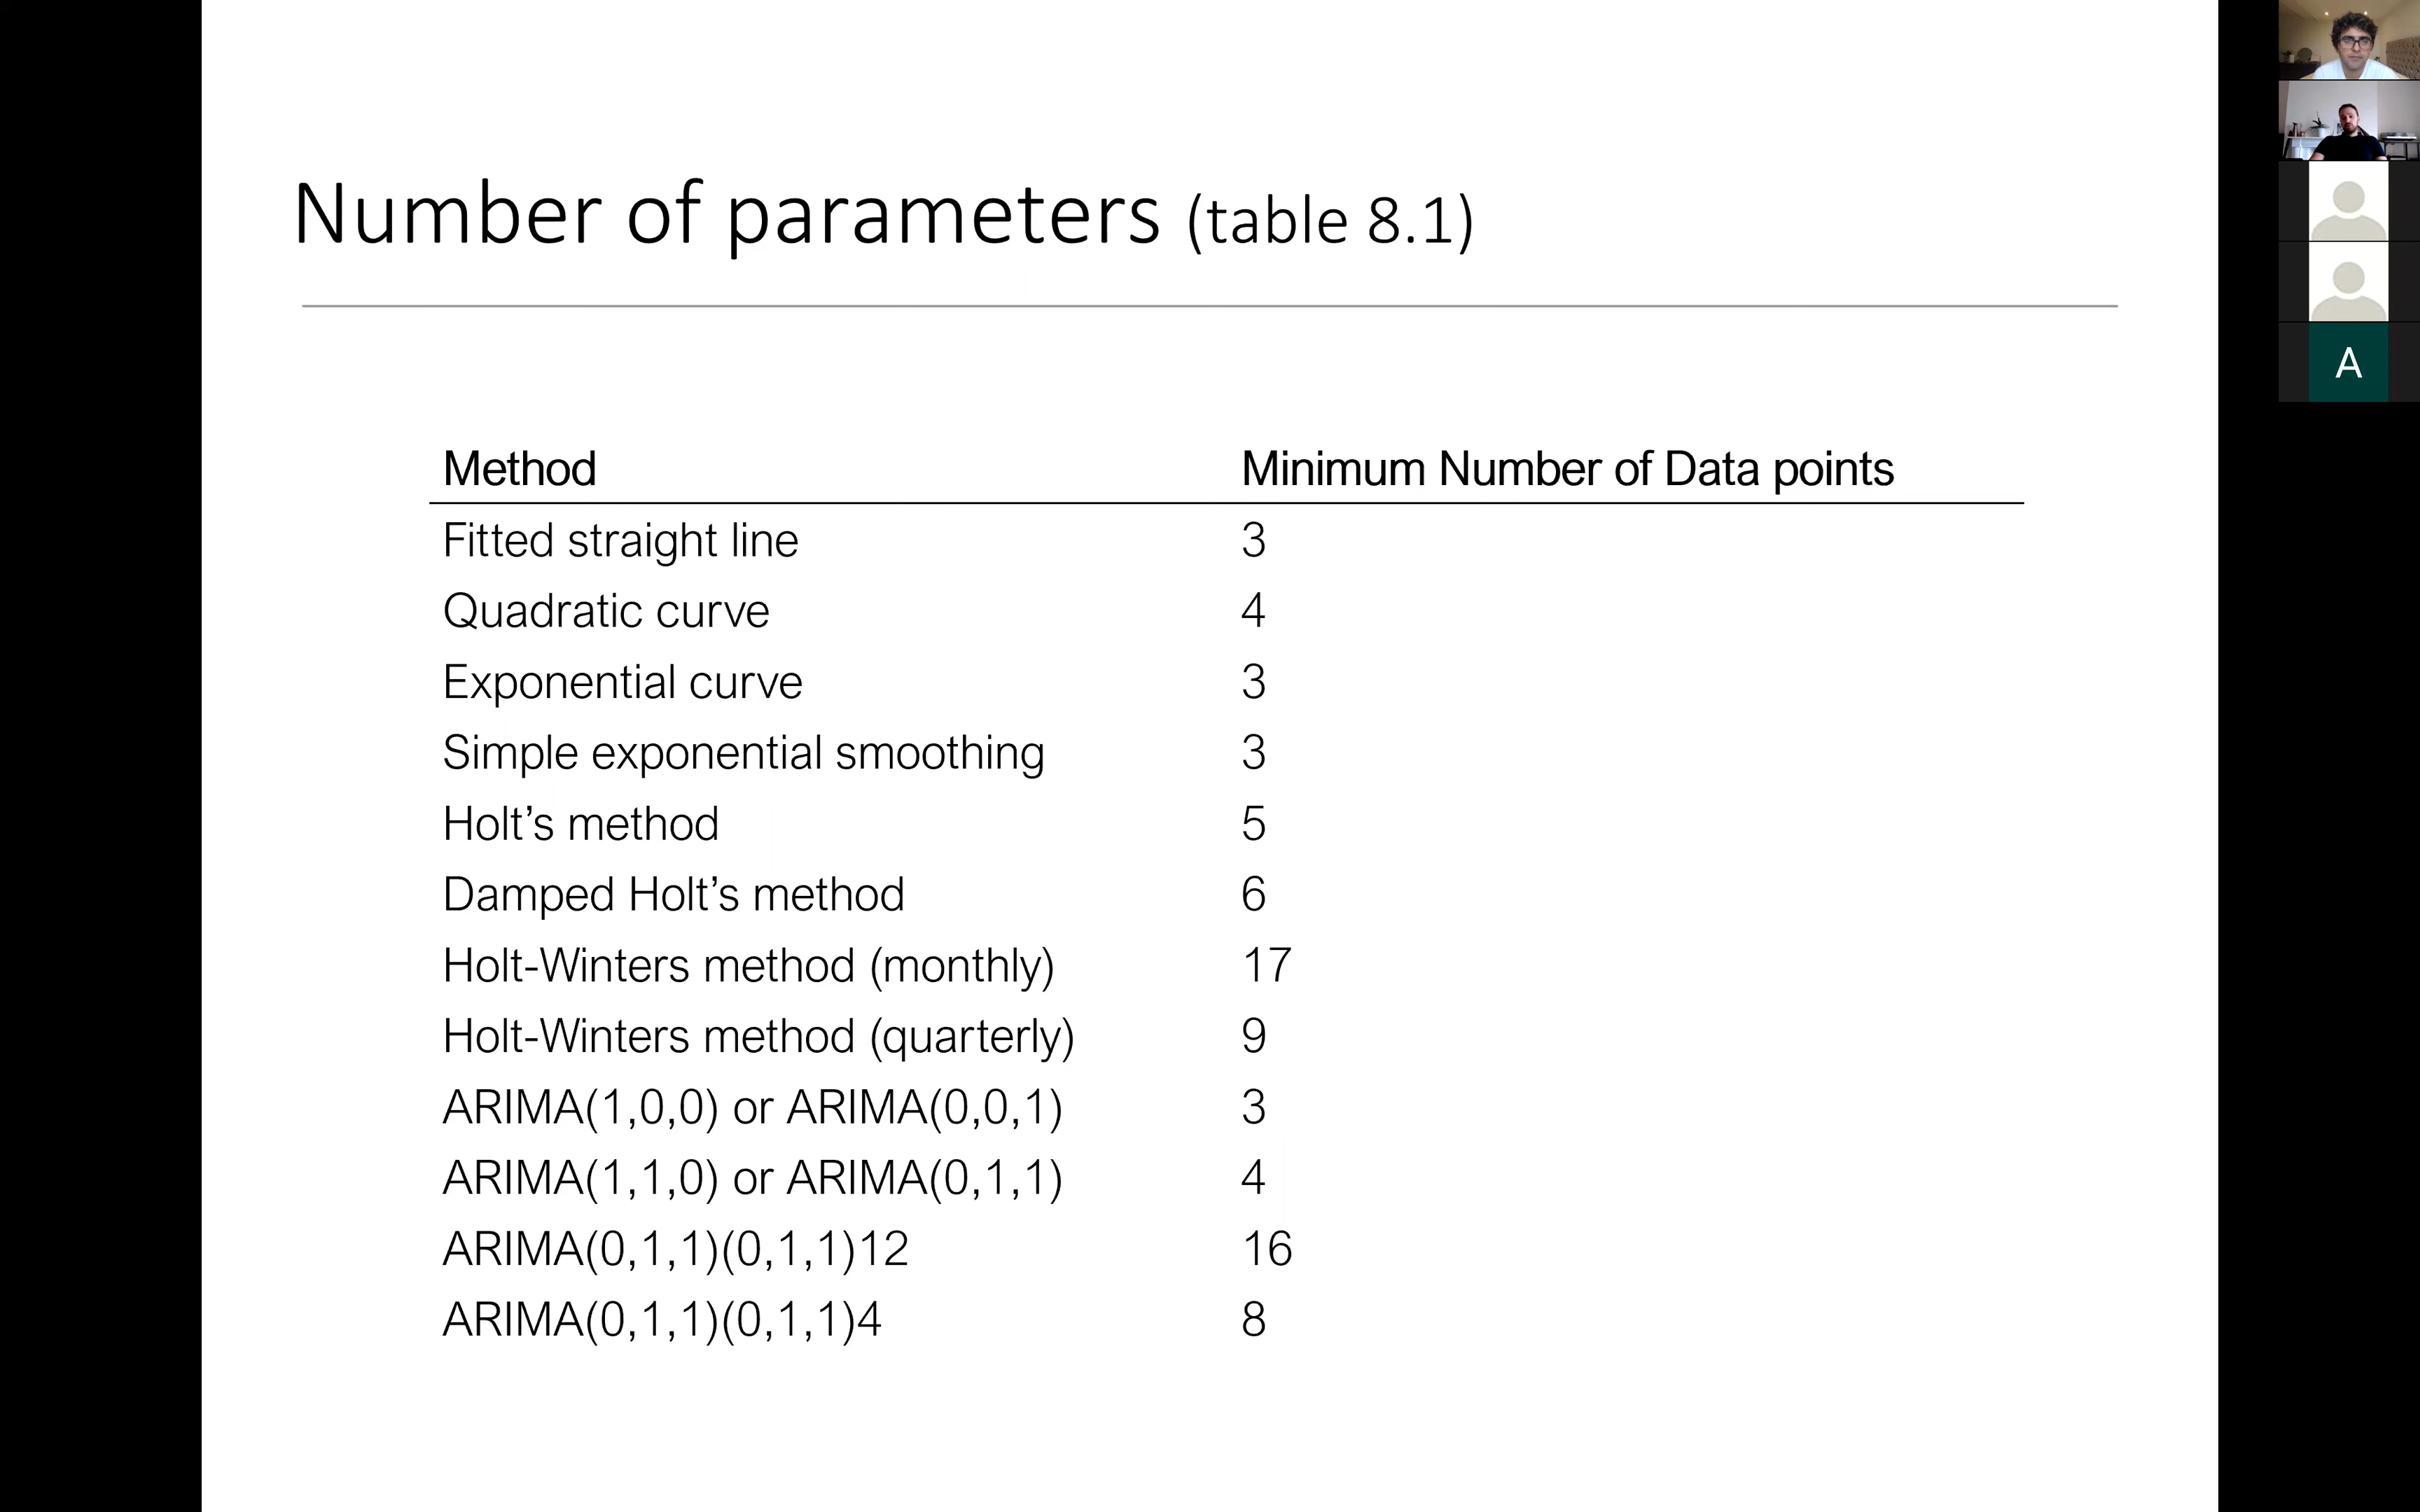 Number of parameters (table 8.1)
Method Minimum Number of Data points
Fitted straight line 3
Quadratic curve 4
Exponential curve 3
Simple exponential smoothing 3
Holt’s method 5
Damped Holt’s method 6
Holt-Winters method (monthly) 17
Holt-Winters method (quarterly) 9
ARIMA(1,0,0) or ARIMA(0,0,1) 3
ARIMA(1,1,0) or ARIMA(0,1,1) 4
ARIMA(0,1,1)(0,1,1)12 16
ARIMA(0,1,1)(0,1,1)4 8
A